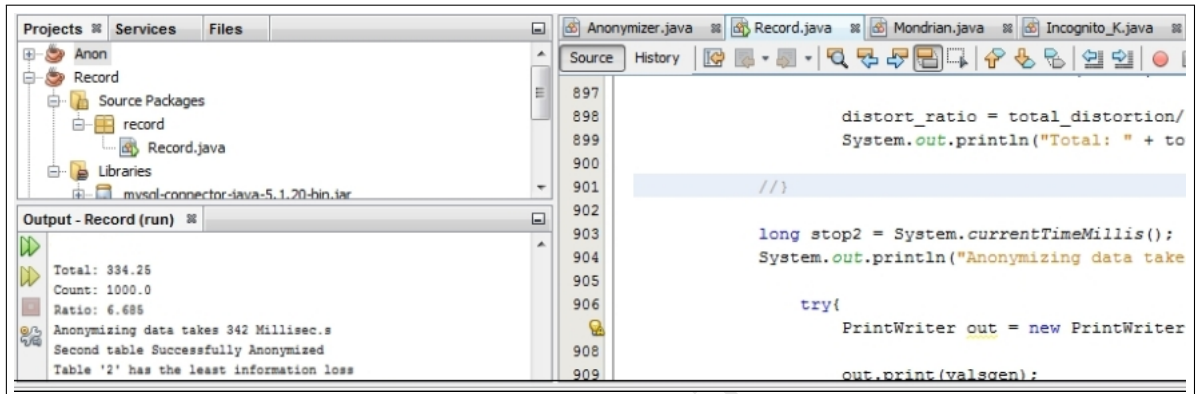 Projects Services Files
Anon
Record
Source Packages
record
Record.java
Libraries
mysql-connector-java-5.1.20-bin.jar
Output - Record (run)
Total: 334.25
Count: 1000.0
Ratio: 6.685
Anonymizing data takes 342 Millisec.s
Second table Successfully Anonymized
Table '2' has the least information loss
Anonymizer.java Record.java Mondrian.java Incognito_K.java
Source History
897
898 distort_ratio = total_distortion/
899 System.out.println("Total: " + to
900
901 //}
902
903 long stop2 = System.currentTimeMillis();
904 System.out.println("Anonymizing data take
905
906 try{
PrintWriter out = new PrintWriter
908
909 out.print(valsgen);